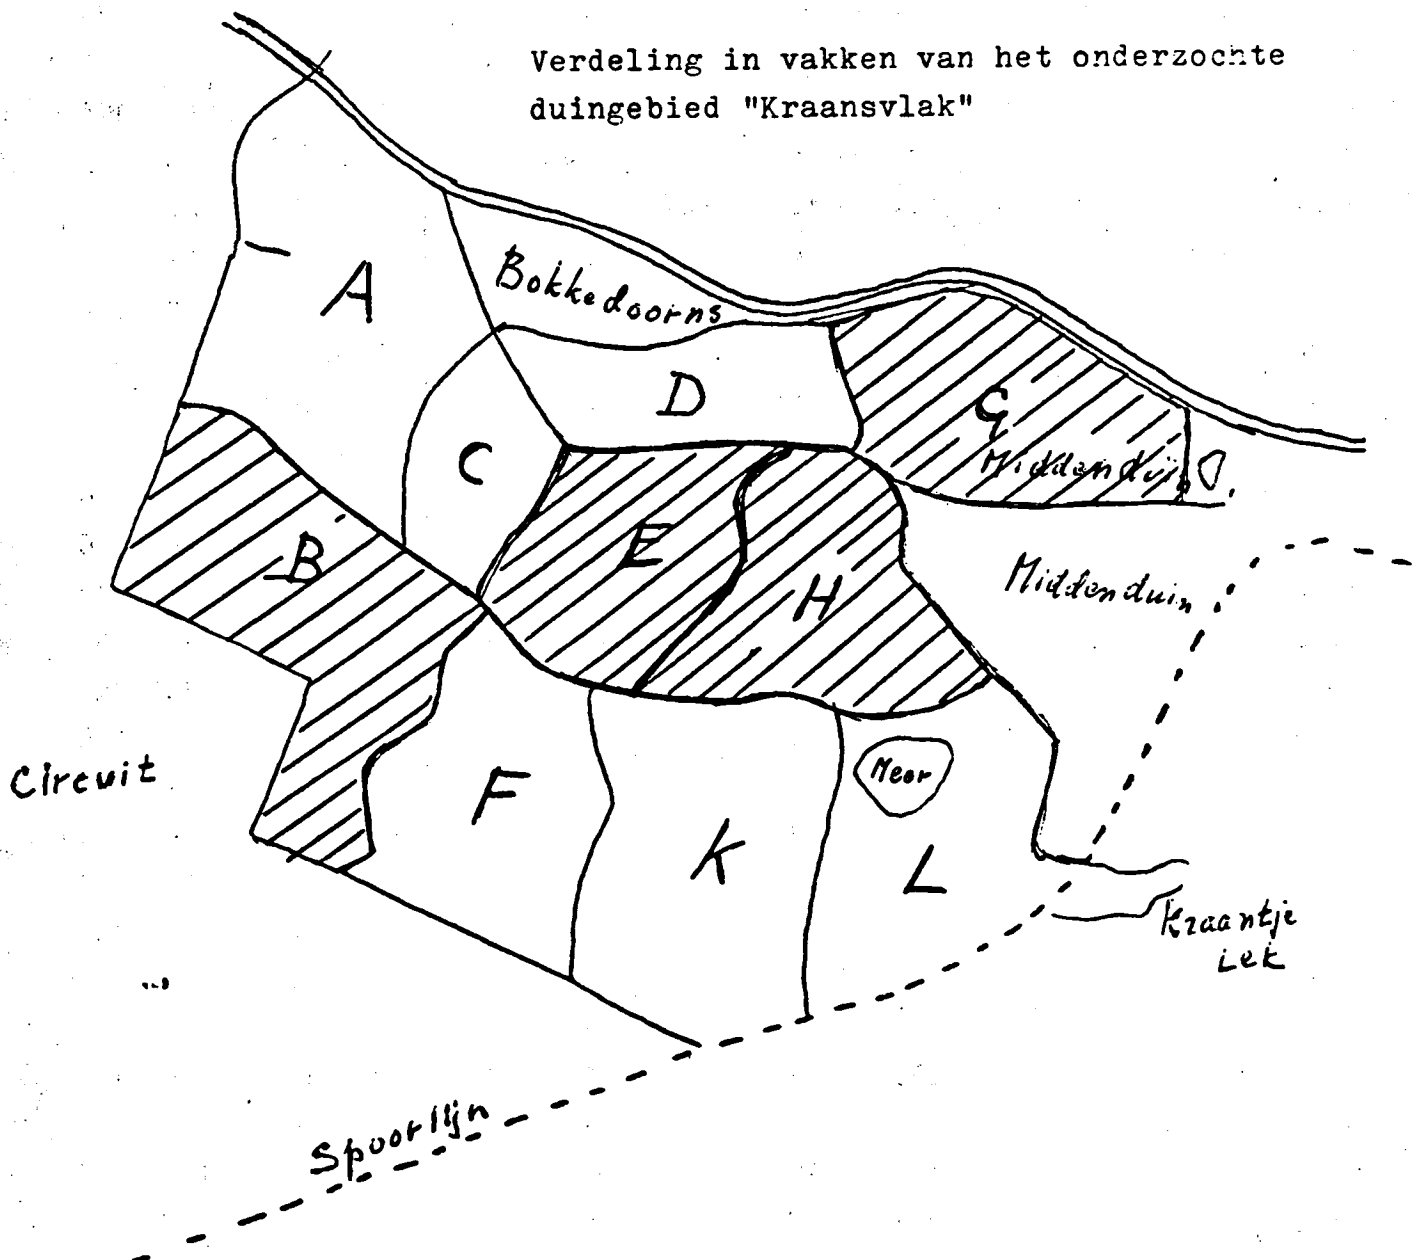 Verdeling in vakken van het onderzochte
duingebied "Kraansvlak"
A
Bokkedoorns
D
G
C
Middenduin
E
B
H
Middenduin
Circuit
F
Meer
K
L
Kraantje
Lek
Spoorlijn